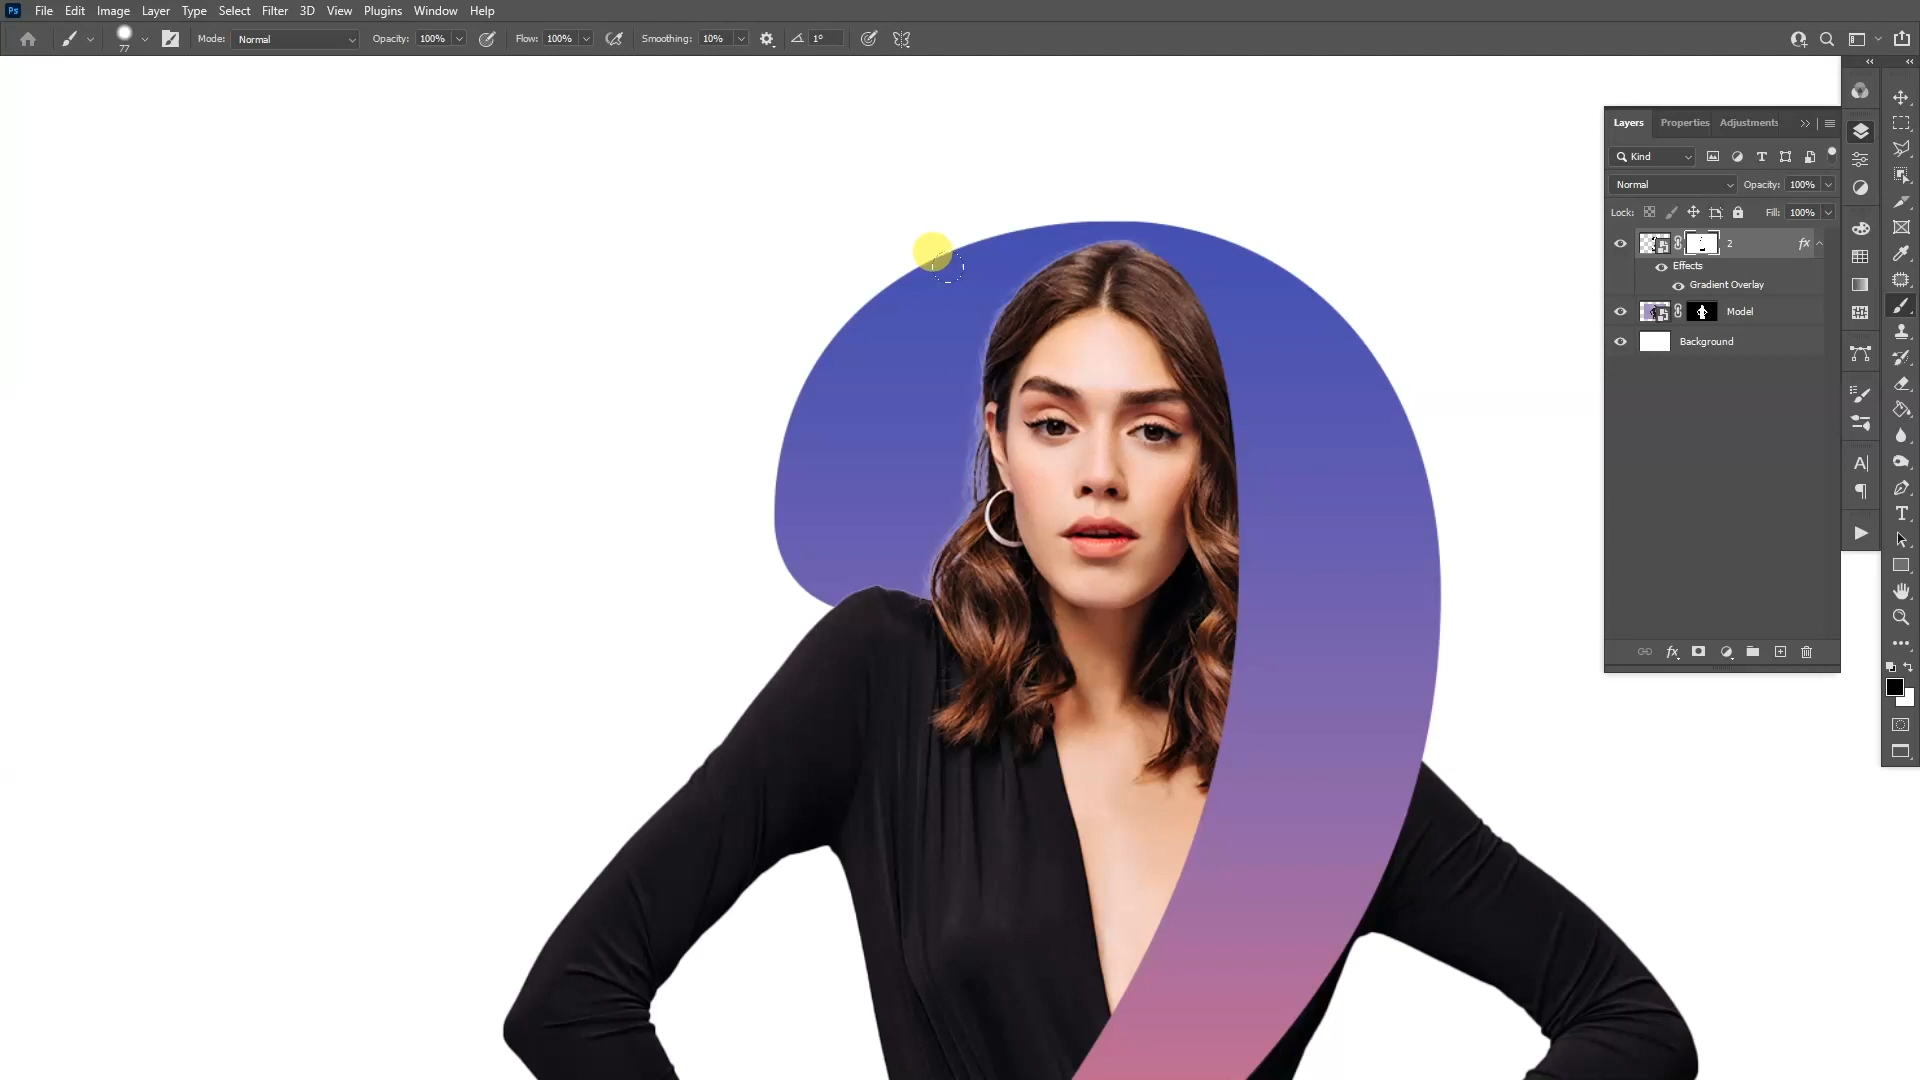 Ps File Edit Image Layer Type Select Filter 3D View Plugins Window Help
77 Mode: Normal Opacity: 100% Flow: 100% Smoothing: 10% 1°
Layers Properties Adjustments
Kind
Normal Opacity: 100%
Lock: Fill: 100%
2 fx
Effects
Gradient Overlay
Model
Background
fx